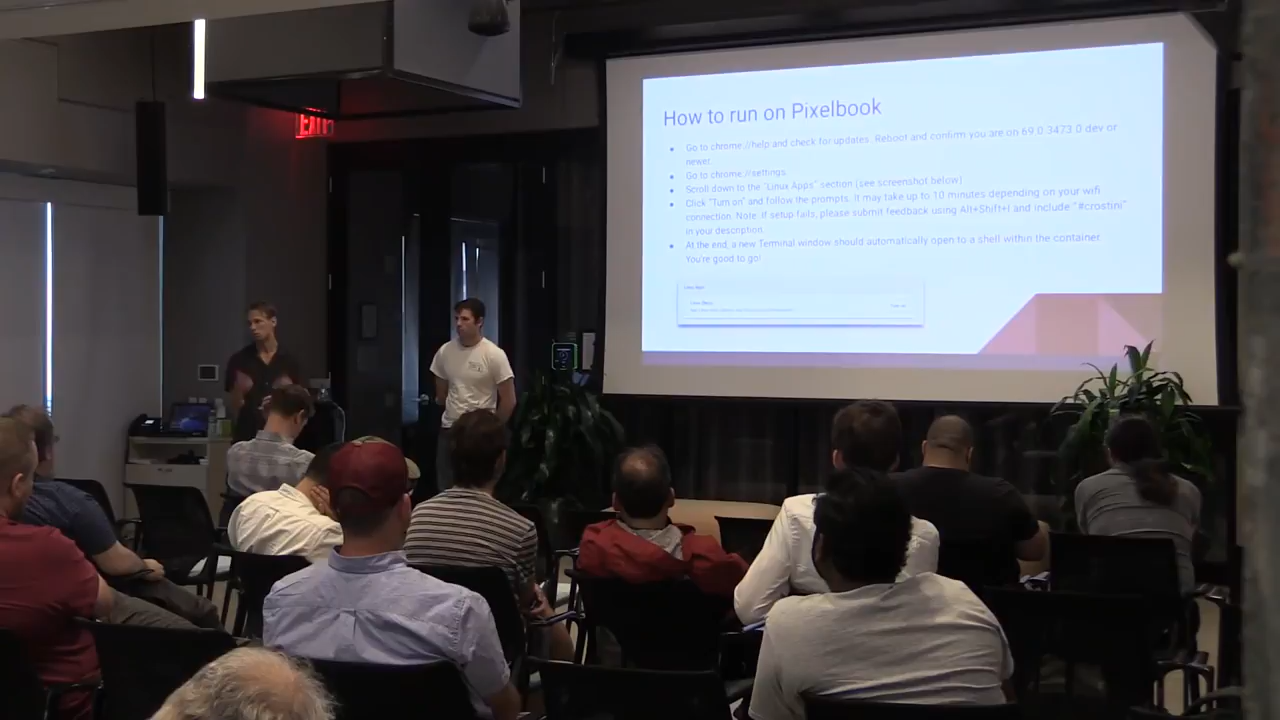 EXIT
How to run on Pixelbook
Go to chrome://help and check for updates. Reboot and confirm you are on 69.0.3473.0 dev or
newer.
Go to chrome://settings.
Scroll down to the "Linux Apps" section (see screenshot below)
Click "Turn on" and follow the prompts. It may take up to 10 minutes depending on your wifi
connection. Note: if setup fails, please submit feedback using Alt+Shift+I and include "#crostini"
in your description.
At the end, a new Terminal window should automatically open to a shell within the container.
You're good to go!